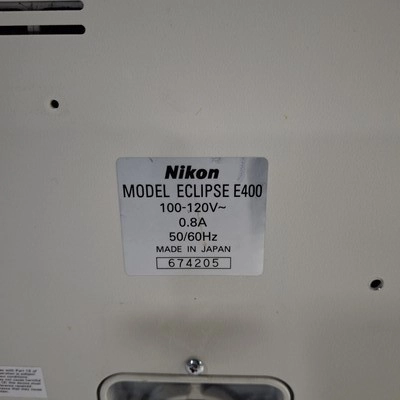 Nikon
MODEL ECLIPSE E400
100-120V~
0.8A
50/60Hz
MADE IN JAPAN
674205